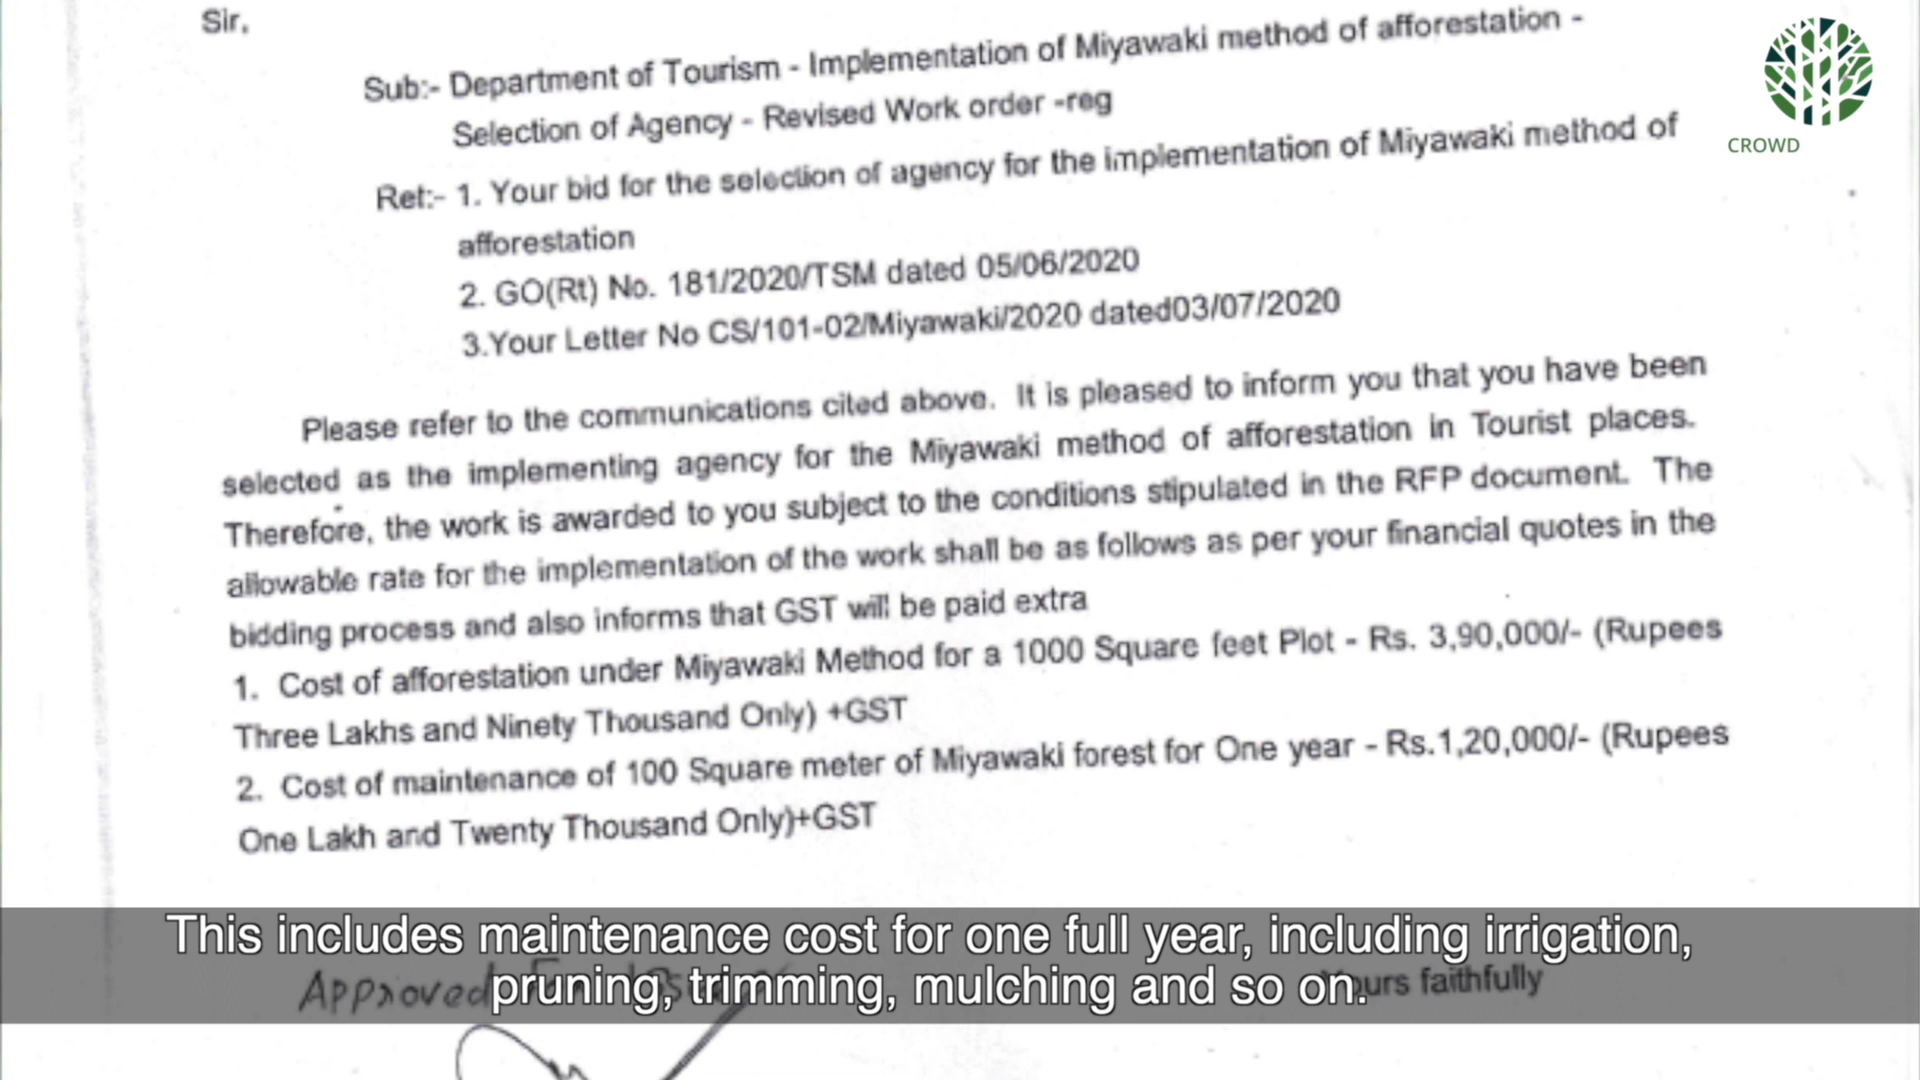 Sir,
Sub:- Department of Tourism - Implementation of Miyawaki method of afforestation -
Selection of Agency - Revised Work order -reg
Ref:- 1. Your bid for the selection of agency for the implementation of Miyawaki method of
afforestation
2. GO(Rt) No. 181/2020/TSM dated 05/06/2020
3.Your Letter No CS/101-02/Miyawaki/2020 dated03/07/2020
Please refer to the communications cited above. It is pleased to inform you that you have been
selected as the implementing agency for the Miyawaki method of afforestation in Tourist places.
Therefore, the work is awarded to you subject to the conditions stipulated in the RFP document. The
allowable rate for the implementation of the work shall be as follows as per your financial quotes in the
bidding process and also informs that GST will be paid extra
1. Cost of afforestation under Miyawaki Method for a 1000 Square feet Plot - Rs. 3,90,000/- (Rupees
Three Lakhs and Ninety Thousand Only) +GST
2. Cost of maintenance of 100 Square meter of Miyawaki forest for One year - Rs.1,20,000/- (Rupees
One Lakh and Twenty Thousand Only)+GST
Approved
faithfully
This includes maintenance cost for one full year, including irrigation,
pruning, trimming, mulching and so on.
CROWD